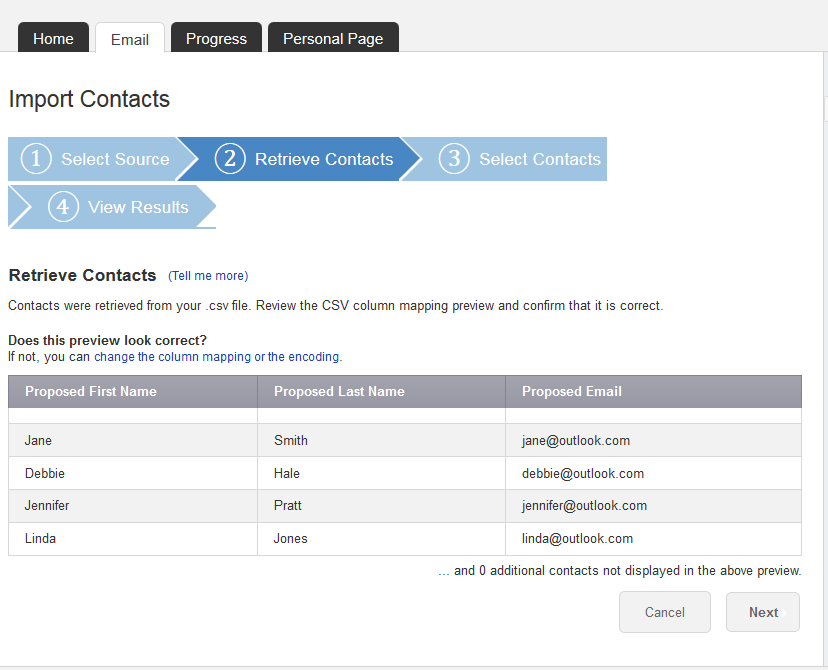 Home Email Progress Personal Page
Import Contacts
1 Select Source 2 Retrieve Contacts 3 Select Contacts
4 View Results
Retrieve Contacts (Tell me more)
Contacts were retrieved from your .csv file. Review the CSV column mapping preview and confirm that it is correct.
Does this preview look correct?
If not, you can change the column mapping or the encoding.
Proposed First Name Proposed Last Name Proposed Email
Jane Smith jane@outlook.com
Debbie Hale debbie@outlook.com
Jennifer Pratt jennifer@outlook.com
Linda Jones linda@outlook.com
... and 0 additional contacts not displayed in the above preview.
Cancel Next